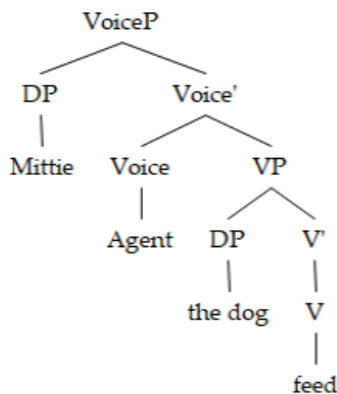 VoiceP
DP Voice'
Mittie Voice VP
Agent DP V'
the dog V
feed